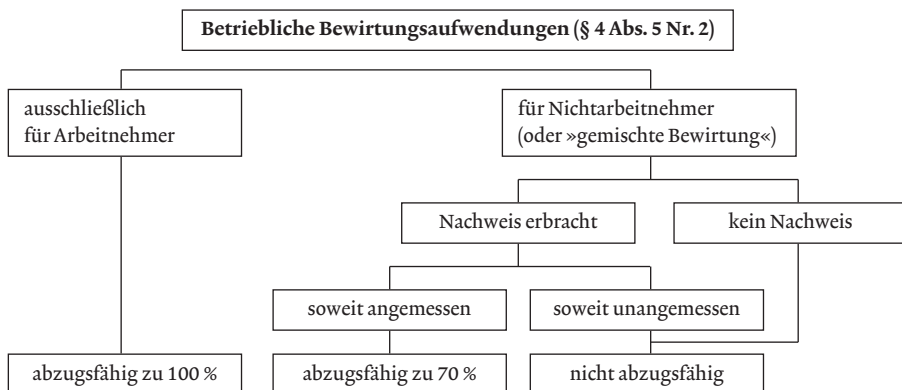 Betriebliche Bewirtungsaufwendungen (§ 4 Abs. 5 Nr. 2)
ausschließlich
für Arbeitnehmer
für Nichtarbeitnehmer
(oder »gemischte Bewirtung«)
Nachweis erbracht
kein Nachweis
soweit angemessen
soweit unangemessen
abzugsfähig zu 100 %
abzugsfähig zu 70 %
nicht abzugsfähig